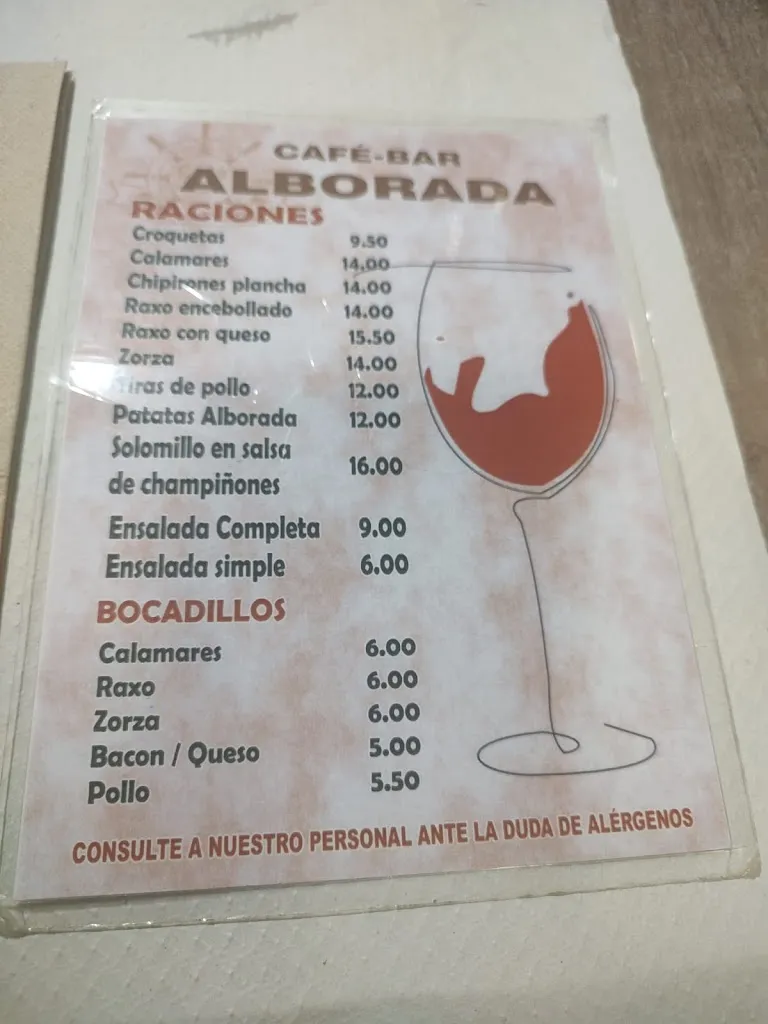 CAFÉ-BAR
ALBORADA
RACIONES
Croquetas 9.50
Calamares 14.00
Chipirones plancha 14.00
Raxo encebollado 14.00
Raxo con queso 15.50
Zorza 14.00
Tiras de pollo 12.00
Patatas Alborada 12.00
Solomillo en salsa
de champiñones 16.00
Ensalada Completa 9.00
Ensalada simple 6.00
BOCADILLOS
Calamares 6.00
Raxo 6.00
Zorza 6.00
Bacon / Queso 5.00
Pollo 5.50
CONSULTE A NUESTRO PERSONAL ANTE LA DUDA DE ALÉRGENOS